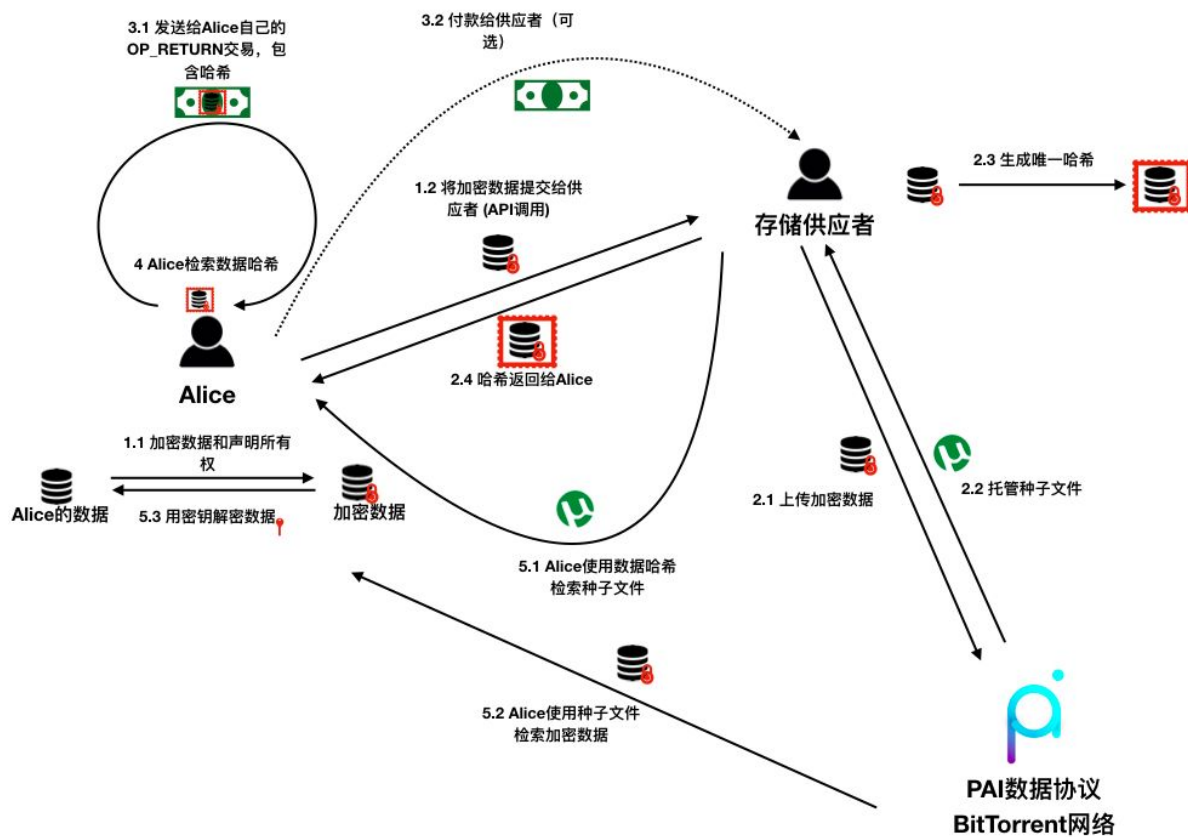 3.1 发送给Alice自己的
OP_RETURN交易，包
含哈希
3.2 付款给供应者（可
选）
1.2 将加密数据提交给供
应者 (API调用)
2.3 生成唯一哈希
存储供应者
4 Alice检索数据哈希
Alice
2.4 哈希返回给Alice
1.1 加密数据和声明所有
权
Alice的数据
5.3 用密钥解密数据
加密数据
2.1 上传加密数据
2.2 托管种子文件
5.1 Alice使用数据哈希
检索种子文件
5.2 Alice使用种子文件
检索加密数据
PAI数据协议
BitTorrent网络